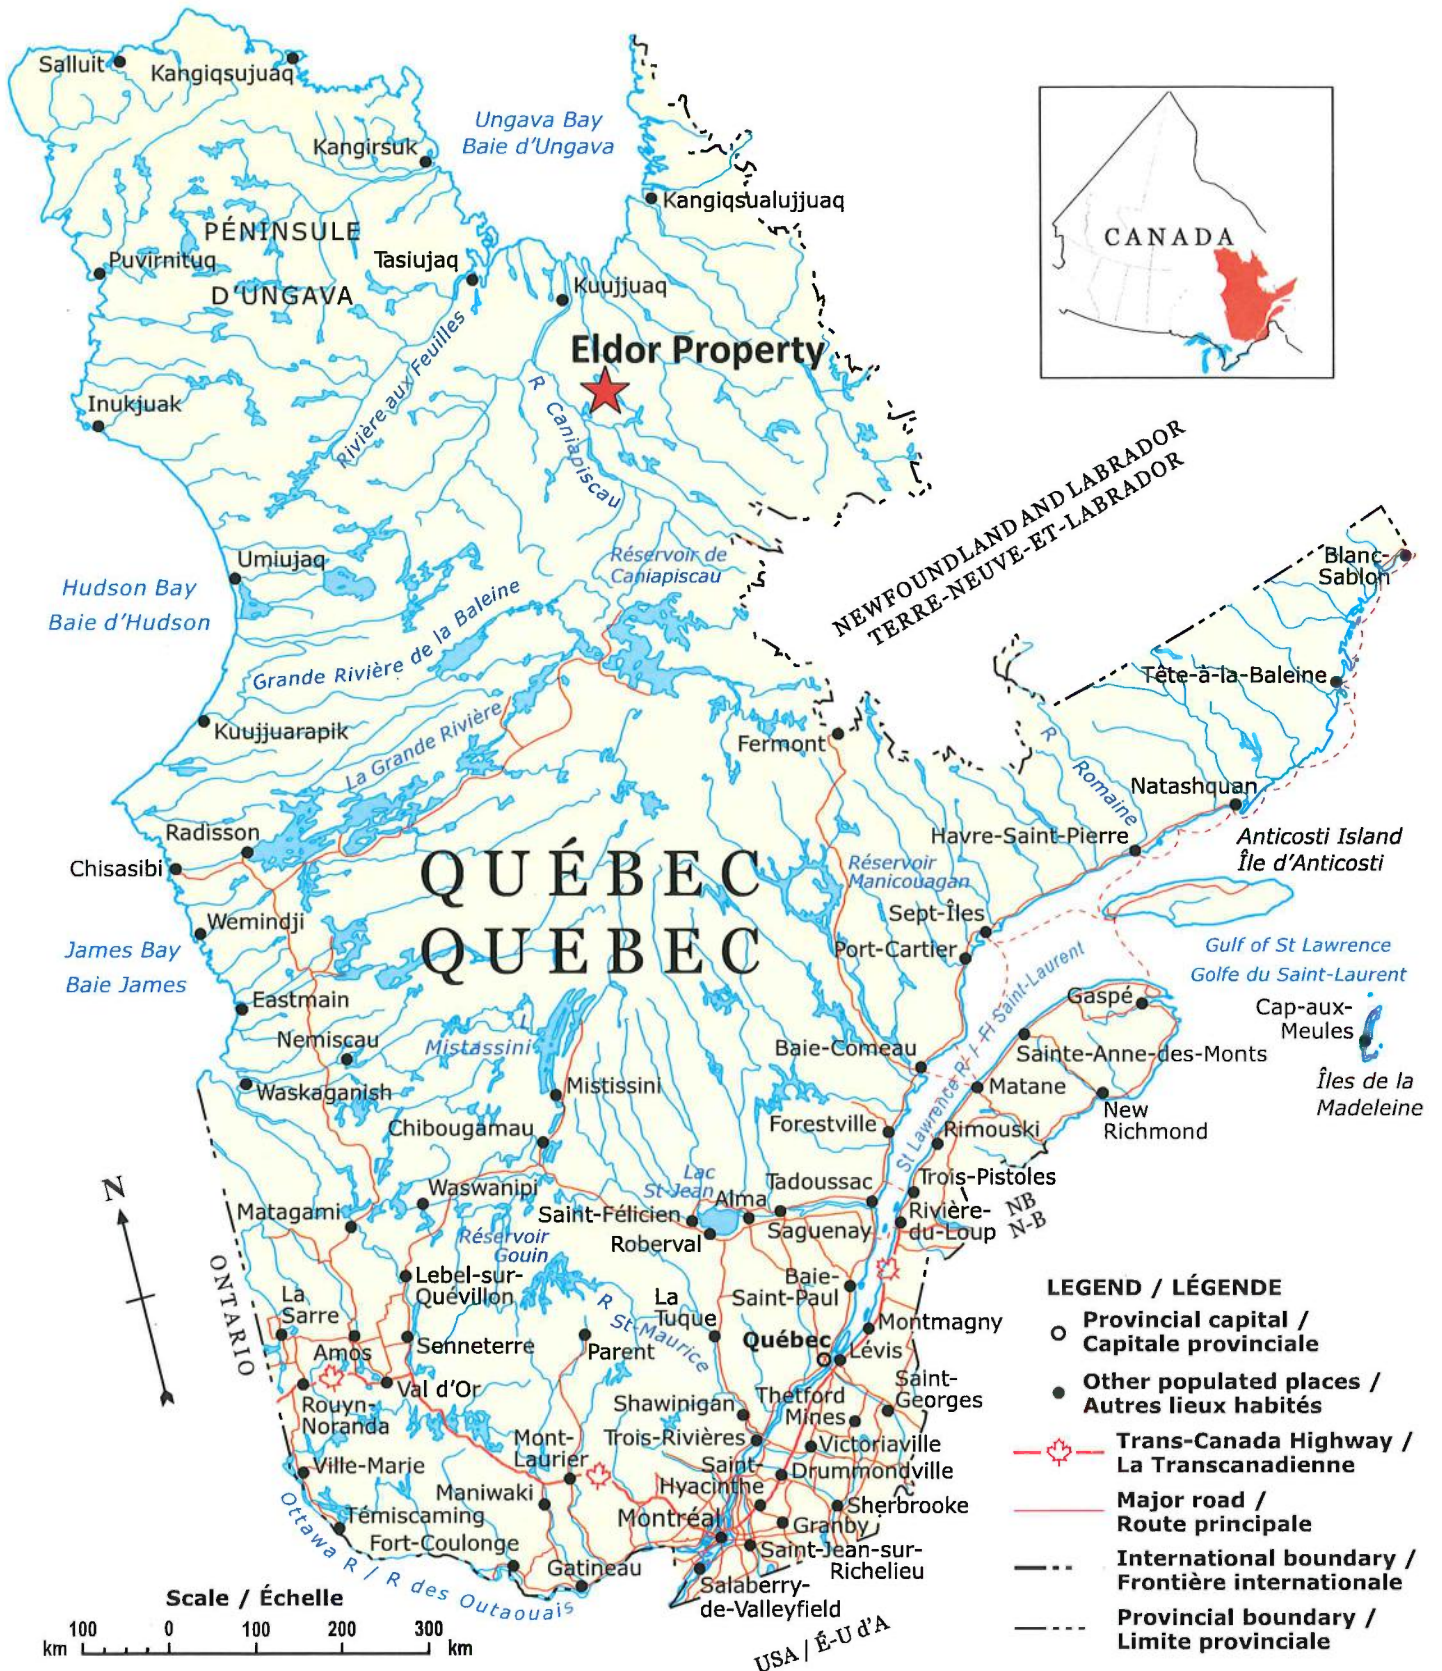 Salluit
Kangiqsujuaq
Ungava Bay
Baie d'Ungava
Kangirsuk
Kangiqsualujjuaq
PÉNINSULE
D'UNGAVA
Puvirnituq
Tasiujaq
Kuujjuaq
CANADA
Rivière aux Feuilles
Eldor Property
R Caniapiscau
Inukjuak
NEWFOUNDLAND AND LABRADOR
TERRE-NEUVE-ET-LABRADOR
Umiujaq
Hudson Bay
Baie d'Hudson
Réservoir de
Caniapiscau
Blanc-
Sablon
Grande Rivière de la Baleine
Tête-à-la-Baleine
Kuujjuarapik
La Grande Rivière
Fermont
R Romaine
Natashquan
Radisson
Chisasibi
Havre-Saint-Pierre
Anticosti Island
Île d'Anticosti
QUÉBEC
QUEBEC
Réservoir
Manicouagan
Sept-Îles
Port-Cartier
Wemindji
James Bay
Baie James
Gulf of St Lawrence
Golfe du Saint-Laurent
St Lawrence R / Fl Saint-Laurent
Gaspé
Cap-aux-
Meules
Îles de la
Madeleine
Eastmain
Nemiscau
L
Mistassini
Baie-Comeau
Sainte-Anne-des-Monts
Waskaganish
Mistissini
Matane
New
Richmond
Chibougamau
Forestville
Rimouski
N
Waswanipi
Lac
St-Jean
Alma
Tadoussac
Trois-Pistoles
NB
N-B
Matagami
Saint-Félicien
Roberval
Saguenay
Rivière-
du-Loup
Réservoir
Gouin
ONTARIO
Lebel-sur-
Quévillon
La
Sarre
R St-Maurice
La
Tuque
Baie-
Saint-Paul
Amos
Senneterre
Parent
Québec
Montmagny
Lévis
Rouyn-
Noranda
Val d'Or
Saint-
Georges
Shawinigan
Thetford
Mines
Mont-
Laurier
Trois-Rivières
Victoriaville
Ville-Marie
Saint-
Hyacinthe
Drummondville
Maniwaki
Sherbrooke
Témiscaming
Montréal
Granby
Fort-Coulonge
Saint-Jean-sur-
Richelieu
Gatineau
Salaberry-
de-Valleyfield
Ottawa R / R des Outaouais
USA / É-U d'A
Scale / Échelle
100 0 100 200 300
km km
LEGEND / LÉGENDE
Provincial capital /
Capitale provinciale
Other populated places /
Autres lieux habités
Trans-Canada Highway /
La Transcanadienne
Major road /
Route principale
International boundary /
Frontière internationale
Provincial boundary /
Limite provinciale